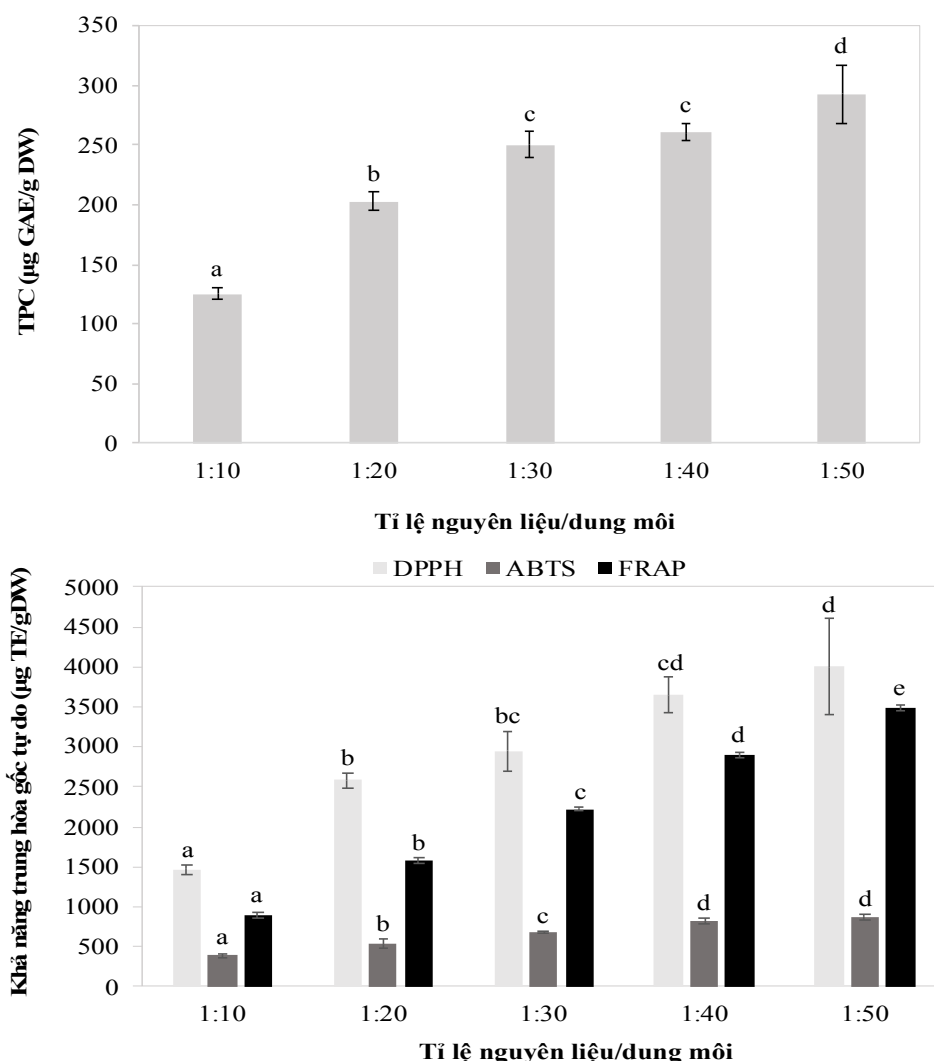 350
300
250
200
150
100
50
0
TPC (µg GAE/g DW)
a
b
c
c
d
1:10 1:20 1:30 1:40 1:50
Tỉ lệ nguyên liệu/dung môi
DPPH ABTS FRAP
5000
4500
4000
3500
3000
2500
2000
1500
1000
500
0
Khả năng trung hòa gốc tự do (µg TE/gDW)
a a a
b b b
bc c c
cd d d
d d e
1:10 1:20 1:30 1:40 1:50
Tỉ lệ nguyên liệu/dung môi